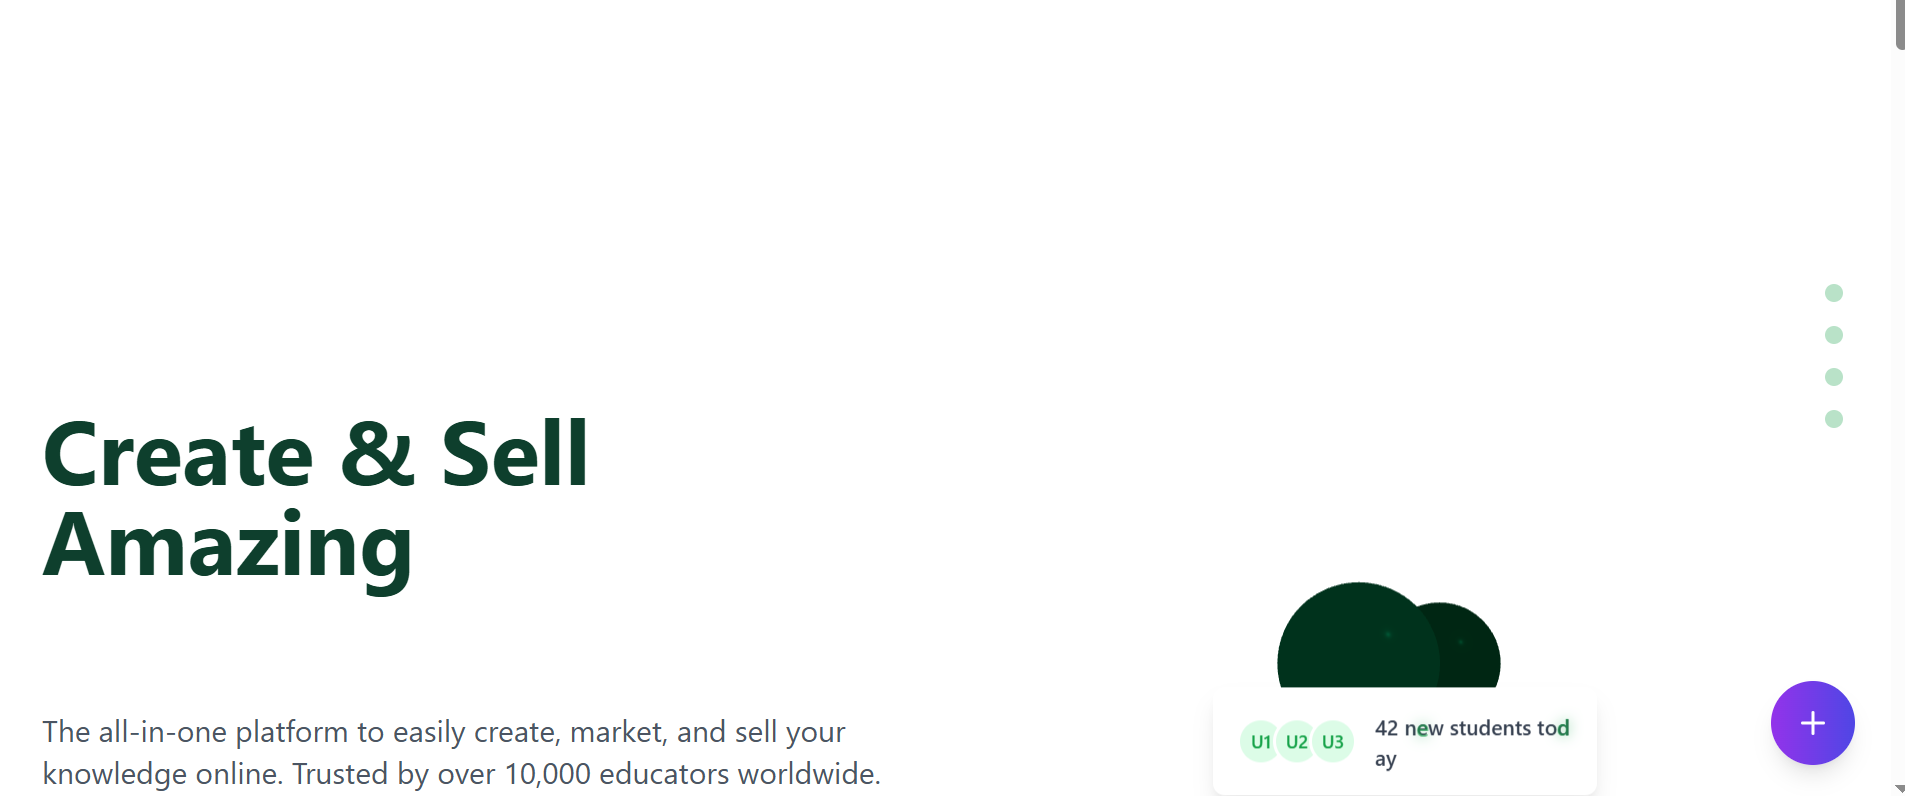 Create & Sell
Amazing
The all-in-one platform to easily create, market, and sell your
knowledge online. Trusted by over 10,000 educators worldwide.
U1 U2 U3
42 new students tod
ay